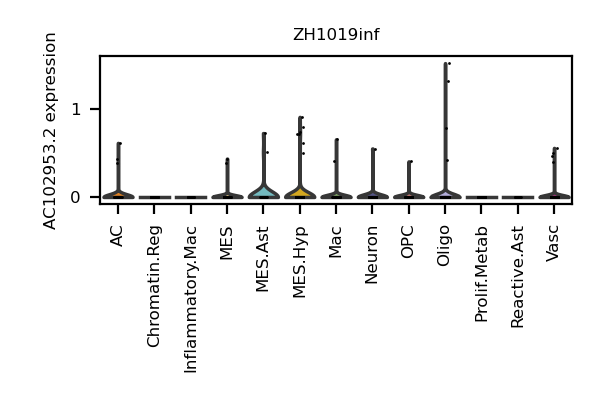 ZH1019inf
AC102953.2 expression
1
0
AC
Chromatin.Reg
Inflammatory.Mac
MES
MES.Ast
MES.Hyp
Mac
Neuron
OPC
Oligo
Prolif.Metab
Reactive.Ast
Vasc